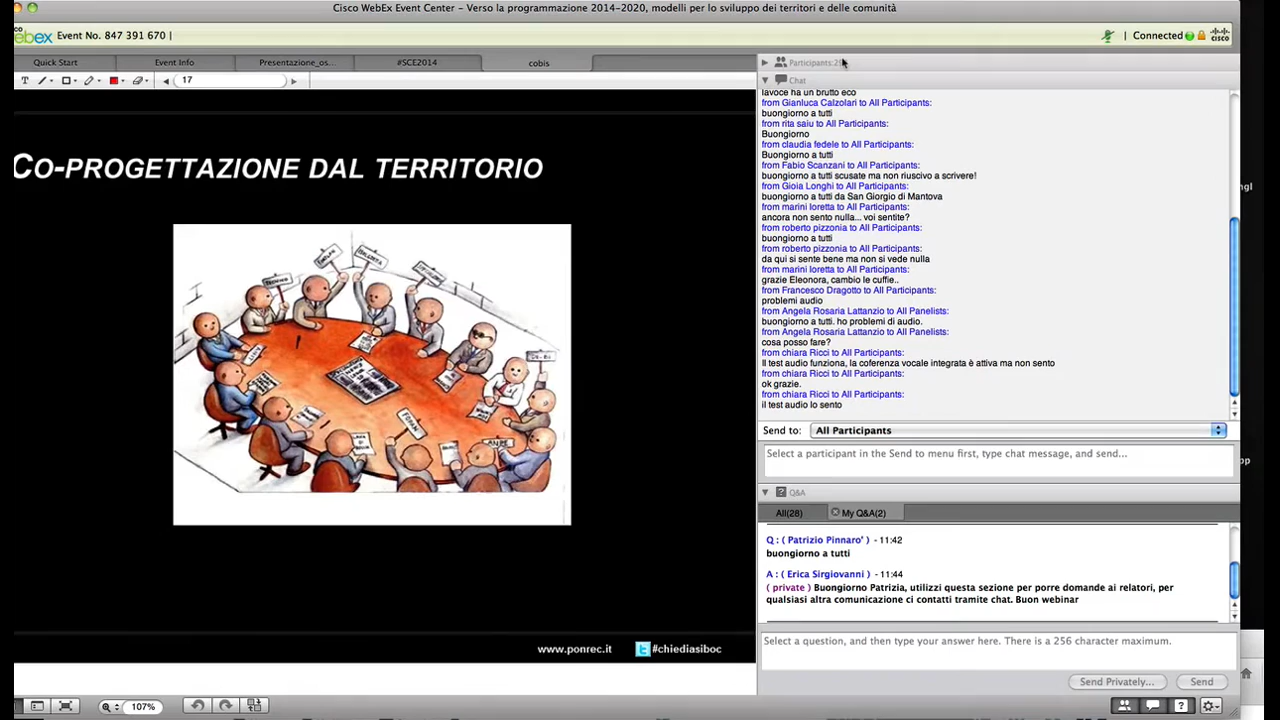 Cisco WebEx Event Center - Verso la programmazione 2014-2020, modelli per lo sviluppo dei territori e delle comunità
Event No. 847 391 670 |
| Connected
CISCO
Quick Start
Event Info
Presentazione_os...
#SCE2014
cobis
17
CO-PROGETTAZIONE DAL TERRITORIO
www.ponrec.it
#chiediasiboc
107%
Chat
lavoce ha un brutto eco
from Gianluca Calzolari to All Participants:
buongiorno a tutti
from rita saiu to All Participants:
Buongiorno
from claudia fedele to All Participants:
Buongiorno a tutti
from Fabio Scanzani to All Participants:
buongiorno a tutti scusate ma non riuscivo a scrivere!
from Gioia Longhi to All Participants:
buongiorno a tutti da San Giorgio di Mantova
from marini loretta to All Participants:
ancora non sento nulla... voi sentite?
from roberto pizzonia to All Participants:
buongiorno a tutti
from roberto pizzonia to All Participants:
da qui si sente bene ma non si vede nulla
from marini loretta to All Participants:
grazie Eleonora, cambio le cuffie..
from Francesco Dragotto to All Participants:
problemi audio
from Angela Rosaria Lattanzio to All Panelists:
buongiorno a tutti. ho problemi di audio.
from Angela Rosaria Lattanzio to All Panelists:
cosa posso fare?
from chiara Ricci to All Participants:
Il test audio funziona, la coferenza vocale integrata è attiva ma non sento
from chiara Ricci to All Participants:
ok grazie.
from chiara Ricci to All Participants:
il test audio lo sento
Send to: All Participants
Select a participant in the Send to menu first, type chat message, and send...
Q&A
All(28)
My Q&A(2)
Q : ( Patrizio Pinnaro' ) - 11:42
buongiorno a tutti
A : ( Erica Sirgiovanni ) - 11:44
( private ) Buongiorno Patrizia, utilizzi questa sezione per porre domande ai relatori, per
qualsiasi altra comunicazione ci contatti tramite chat. Buon webinar
Select a question, and then type your answer here. There is a 256 character maximum.
Send Privately...
Send